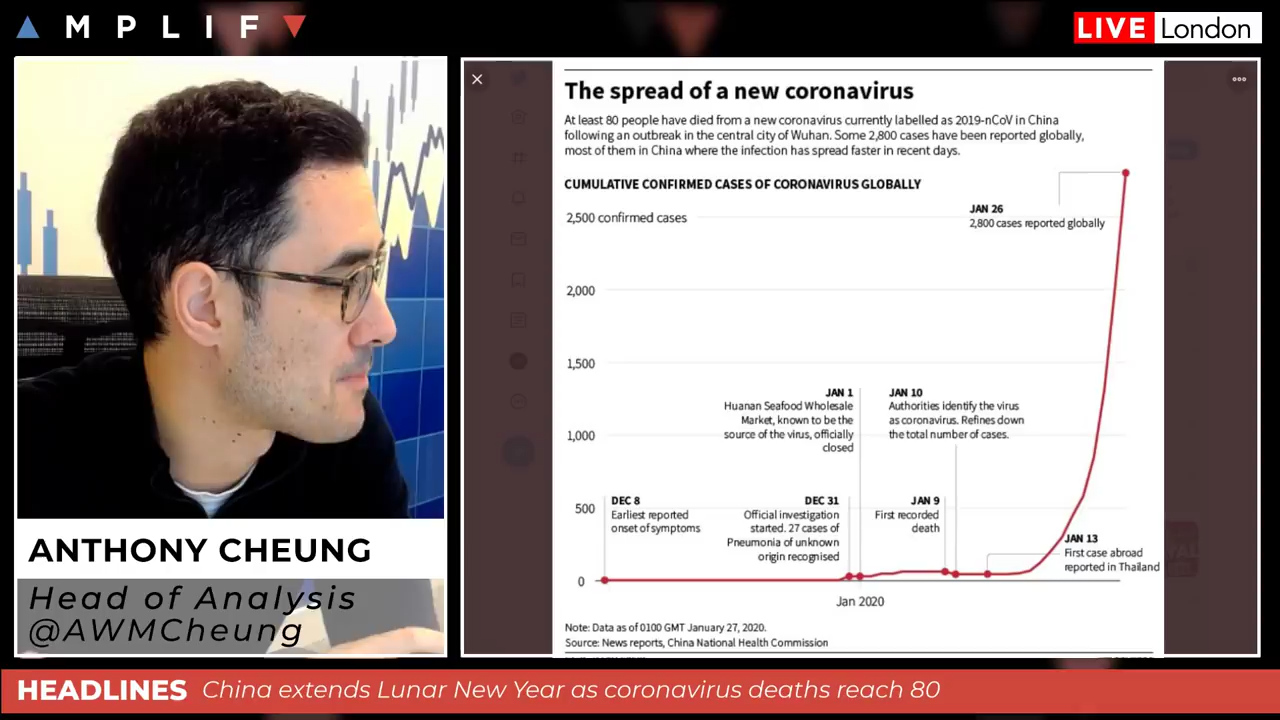 AMPLIFY
LIVE London
The spread of a new coronavirus
At least 80 people have died from a new coronavirus currently labelled as 2019-nCoV in China
following an outbreak in the central city of Wuhan. Some 2,800 cases have been reported globally,
most of them in China where the infection has spread faster in recent days.
CUMULATIVE CONFIRMED CASES OF CORONAVIRUS GLOBALLY
2,500 confirmed cases
JAN 26
2,800 cases reported globally
2,000
1,500
JAN 1
Huanan Seafood Wholesale
Market, known to be the
source of the virus, officially
closed
JAN 10
Authorities identify the virus
as coronavirus. Refines down
the total number of cases.
1,000
500
DEC 8
Earliest reported
onset of symptoms
DEC 31
Official investigation
started. 27 cases of
Pneumonia of unknown
origin recognised
JAN 9
First recorded
death
JAN 13
First case abroad
reported in Thailand
0
Jan 2020
Note: Data as of 0100 GMT January 27, 2020.
Source: News reports, China National Health Commission
ANTHONY CHEUNG
Head of Analysis
@AWMCheung
HEADLINES China extends Lunar New Year as coronavirus deaths reach 80